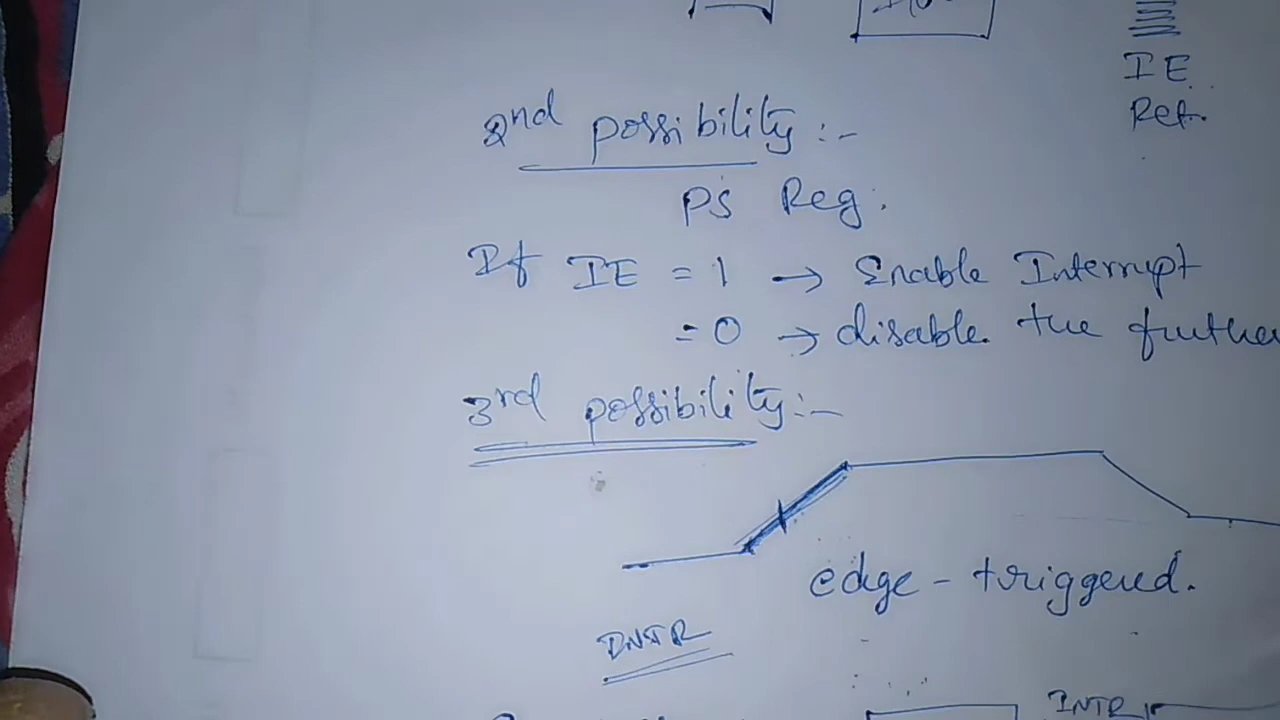 IE
Ret.
2nd possibility :-
PS Reg.
If IE = 1 → Enable Interrupt
= 0 → disable the further
3rd possibility :-
edge - triggered.
INTR
INTR